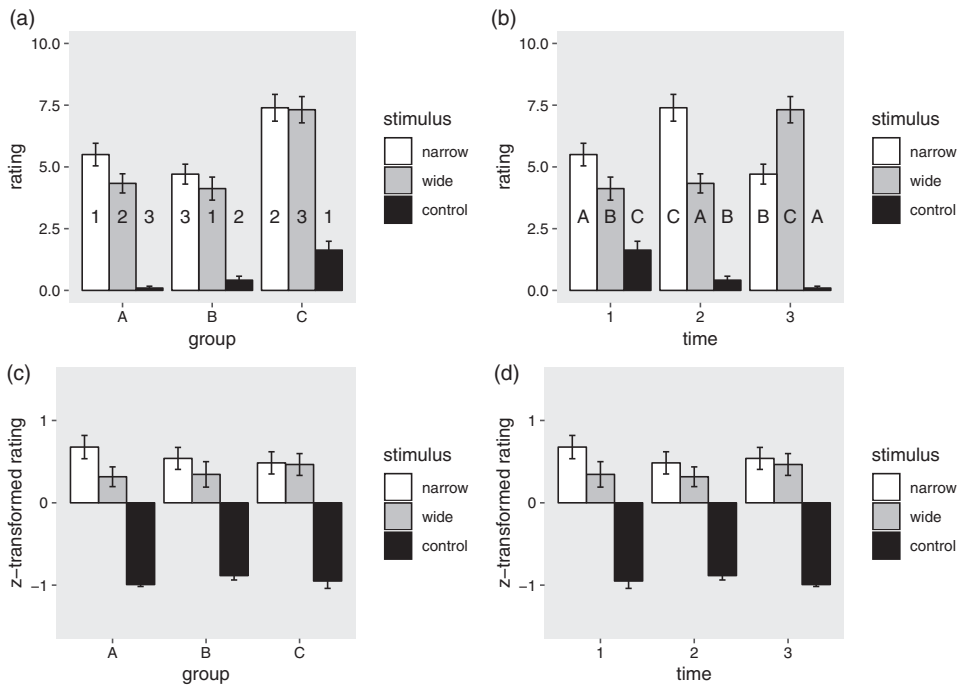 (a)
10.0
7.5
5.0
2.5
0.0
rating
1 2 3 3 1 2 2 3 1
A B C
group
stimulus
narrow
wide
control
(b)
10.0
7.5
5.0
2.5
0.0
rating
A B C C A B B C A
1 2 3
time
stimulus
narrow
wide
control
(c)
1
0
−1
z−transformed rating
A B C
group
stimulus
narrow
wide
control
(d)
1
0
−1
z−transformed rating
1 2 3
time
stimulus
narrow
wide
control